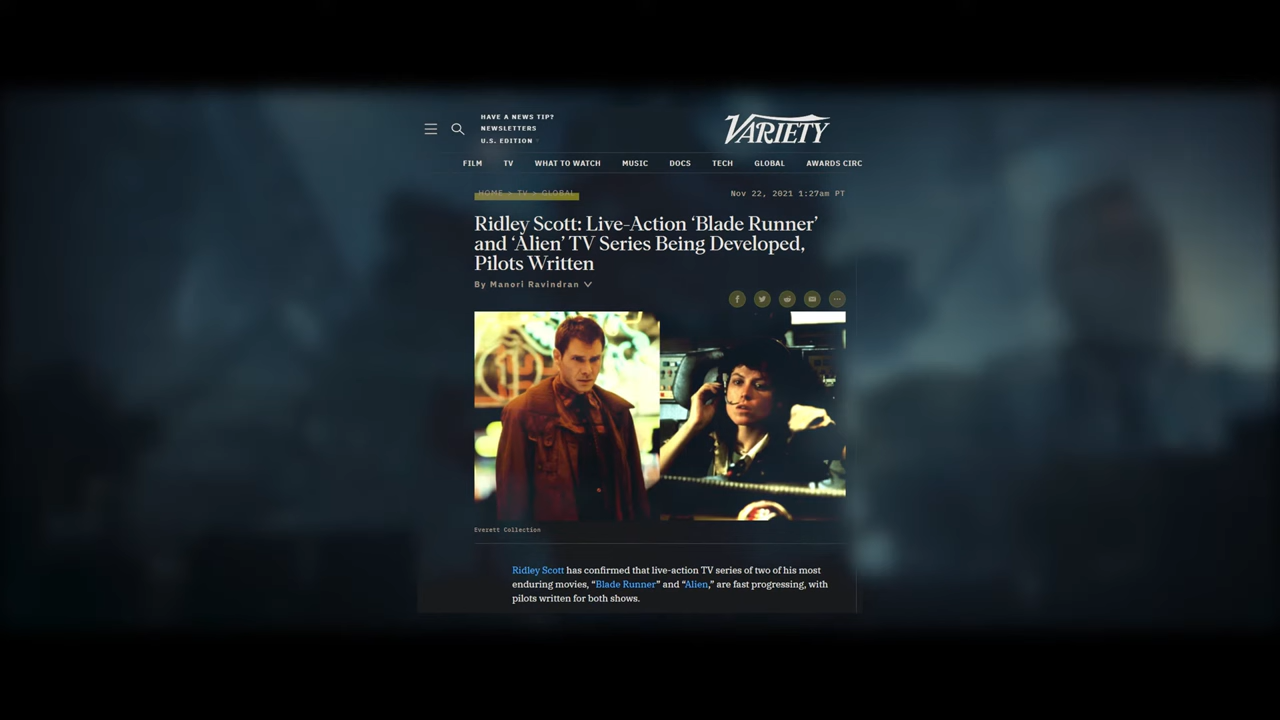 HAVE A NEWS TIP?
NEWSLETTERS
U.S. EDITION
VARIETY
FILM TV WHAT TO WATCH MUSIC DOCS TECH GLOBAL AWARDS CIRC
HOME > TV > GLOBAL
Nov 22, 2021 1:27am PT
Ridley Scott: Live-Action ‘Blade Runner’
and ‘Alien’ TV Series Being Developed,
Pilots Written
By Manori Ravindran
Everett Collection
Ridley Scott has confirmed that live-action TV series of two of his most
enduring movies, “Blade Runner” and “Alien,” are fast progressing, with
pilots written for both shows.